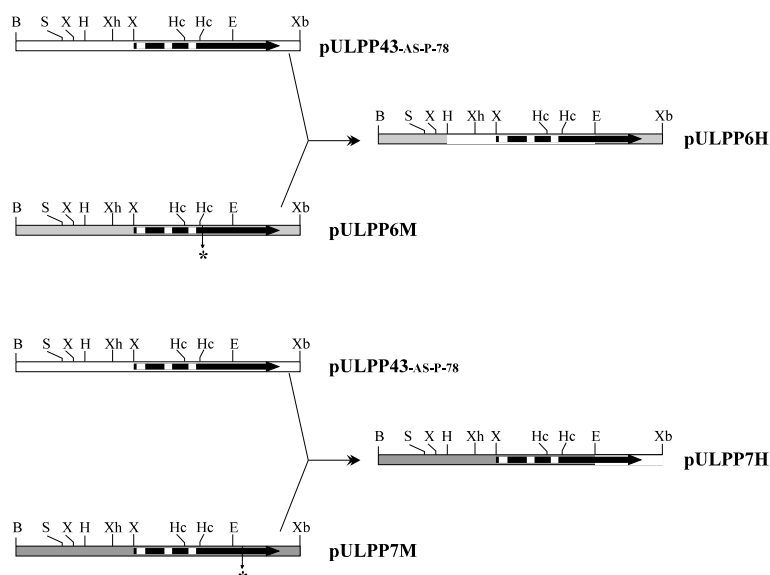 B S X H Xh X Hc Hc E Xb
pULPP43-AS-P-78
B S X H Xh X Hc Hc E Xb
pULPP6H
B S X H Xh X Hc Hc E Xb
pULPP6M
*
B S X H Xh X Hc Hc E Xb
pULPP43-AS-P-78
B S X H Xh X Hc Hc E Xb
pULPP7H
B S X H Xh X Hc Hc E Xb
pULPP7M
*